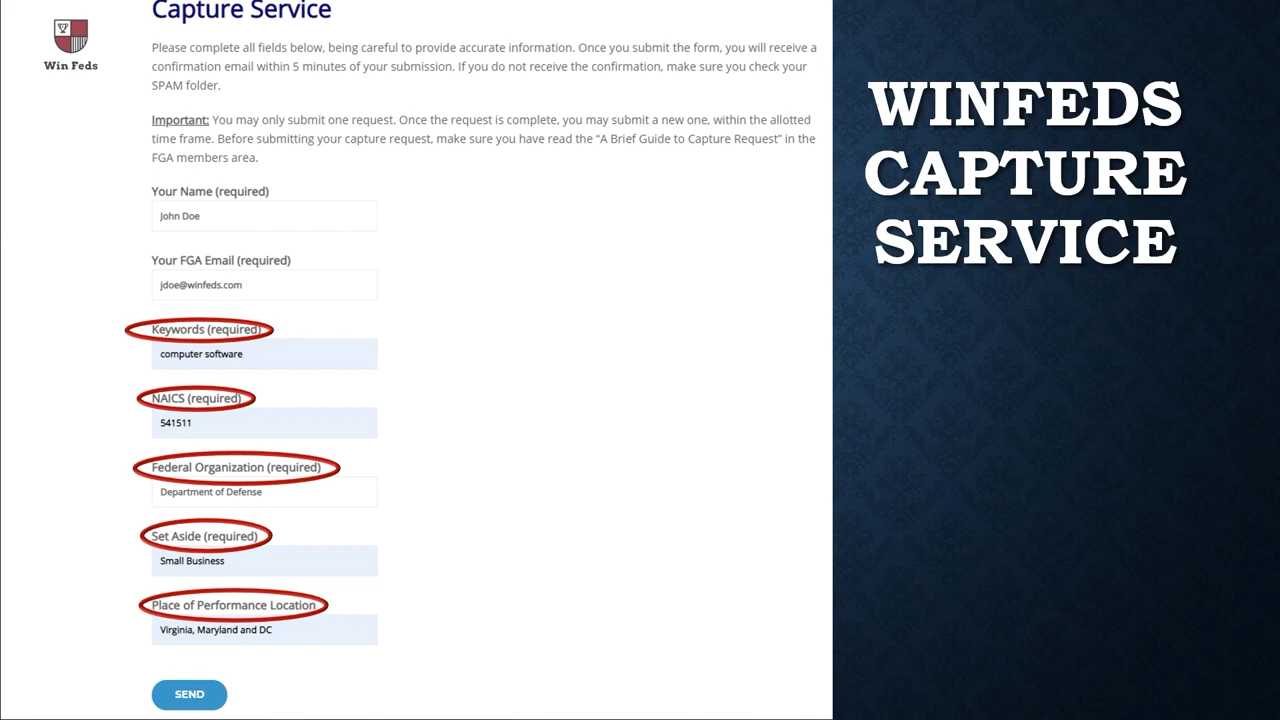 Capture Service
Win Feds
Please complete all fields below, being careful to provide accurate information. Once you submit the form, you will receive a
confirmation email within 5 minutes of your submission. If you do not receive the confirmation, make sure you check your
SPAM folder.
Important: You may only submit one request. Once the request is complete, you may submit a new one, within the allotted
time frame. Before submitting your capture request, make sure you have read the “A Brief Guide to Capture Request” in the
FGA members area.
Your Name (required)
John Doe
Your FGA Email (required)
jdoe@winfeds.com
Keywords (required)
computer software
NAICS (required)
541511
Federal Organization (required)
Department of Defense
Set Aside (required)
Small Business
Place of Performance Location
Virginia, Maryland and DC
SEND
WINFEDS
CAPTURE
SERVICE